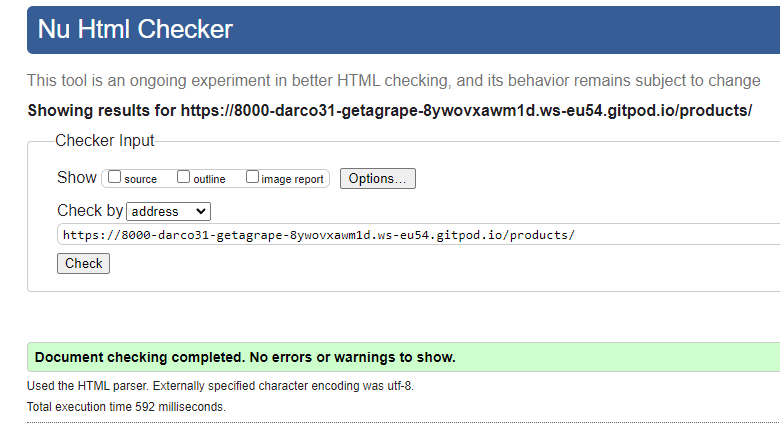 Nu Html Checker
This tool is an ongoing experiment in better HTML checking, and its behavior remains subject to change
Showing results for https://8000-darco31-getagrape-8ywovxawm1d.ws-eu54.gitpod.io/products/
Checker Input
Show source outline image report Options...
Check by address
https://8000-darco31-getagrape-8ywovxawm1d.ws-eu54.gitpod.io/products/
Check
Document checking completed. No errors or warnings to show.
Used the HTML parser. Externally specified character encoding was utf-8.
Total execution time 592 milliseconds.